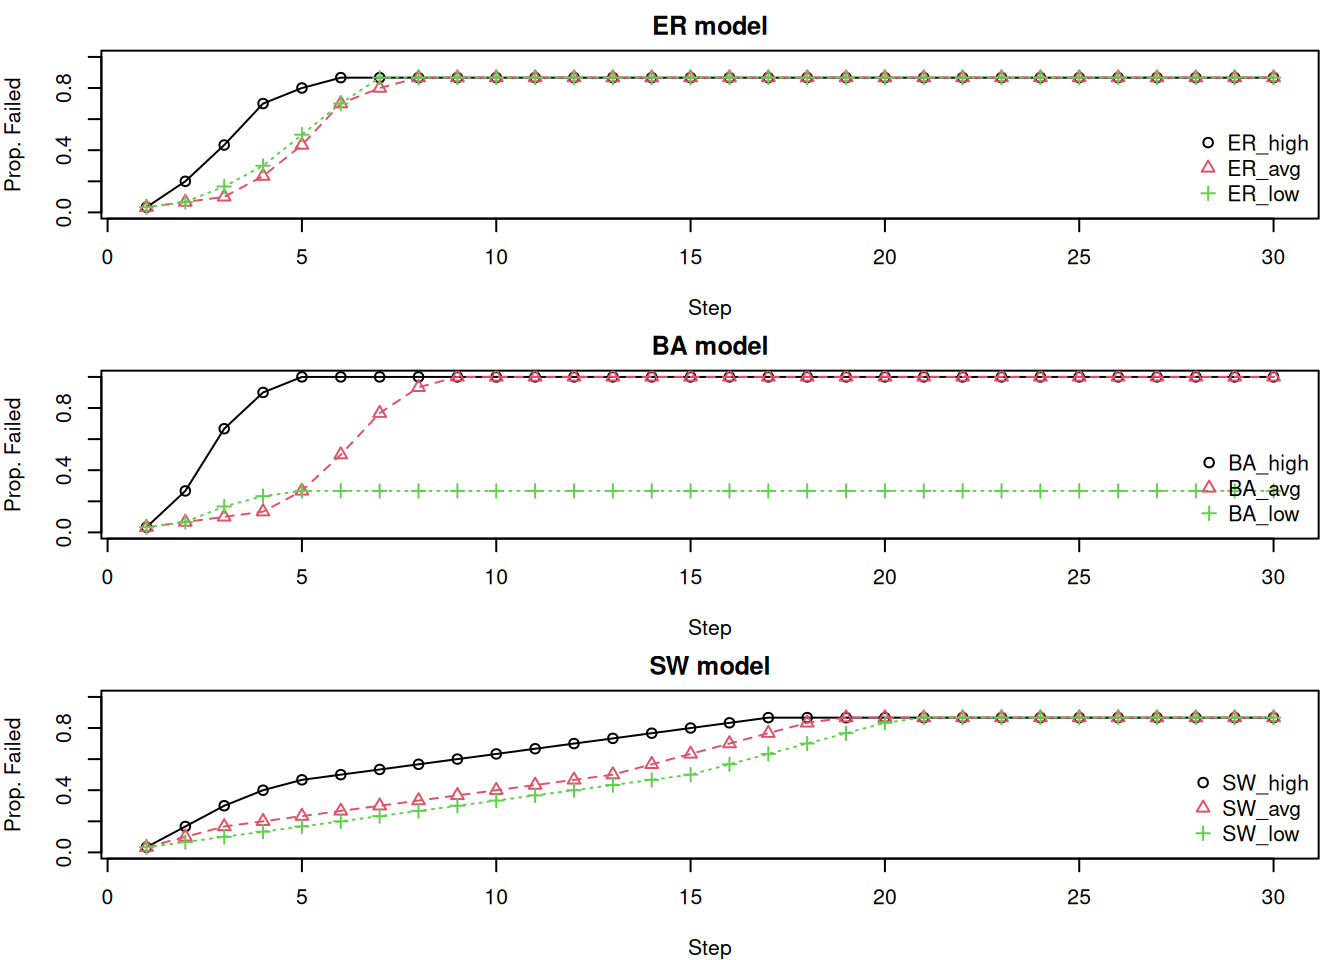 ER model
Prop. Failed
0.0 0.4 0.8
ER_high
ER_avg
ER_low
0 5 10 15 20 25 30
Step
BA model
Prop. Failed
0.0 0.4 0.8
BA_high
BA_avg
BA_low
0 5 10 15 20 25 30
Step
SW model
Prop. Failed
0.0 0.4 0.8
SW_high
SW_avg
SW_low
0 5 10 15 20 25 30
Step